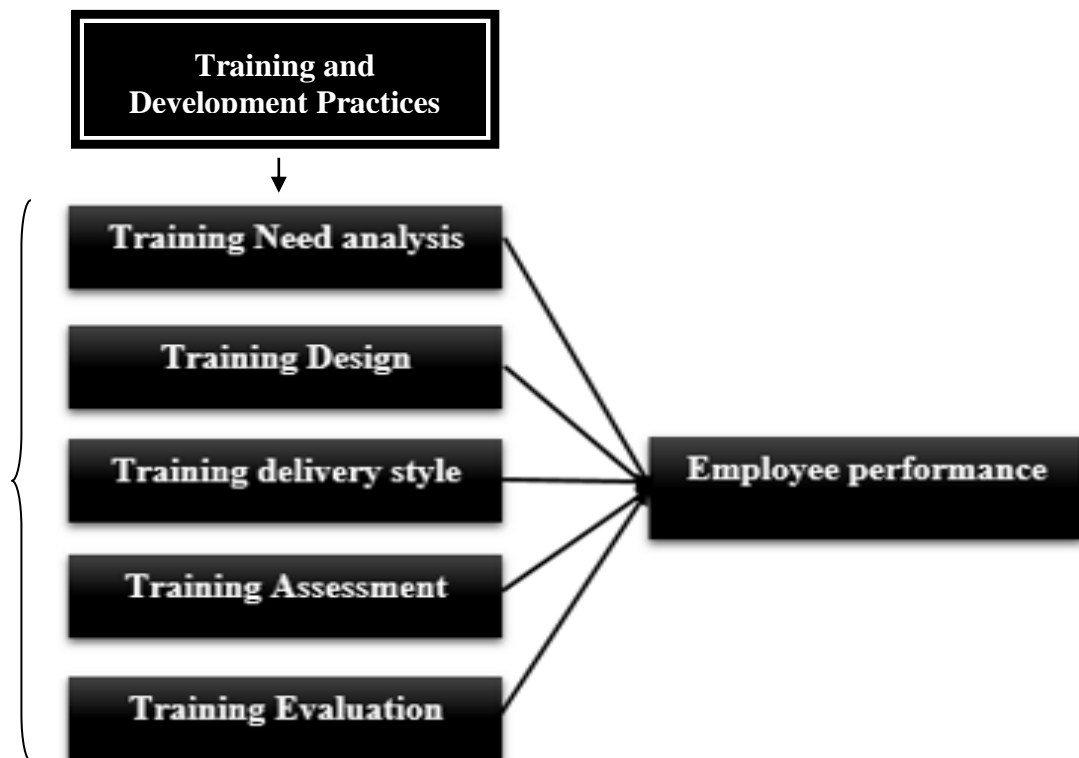 Training and
Development Practices
Training Need analysis
Training Design
Training delivery style
Employee performance
Training Assessment
Training Evaluation